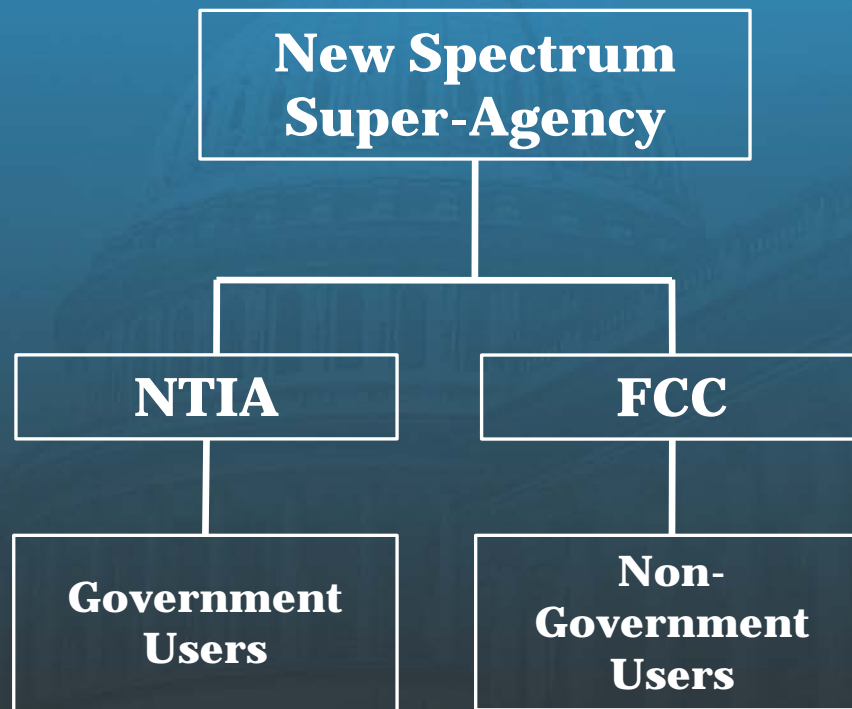 New Spectrum
Super-Agency
NTIA
FCC
Government
Users
Non-
Government
Users